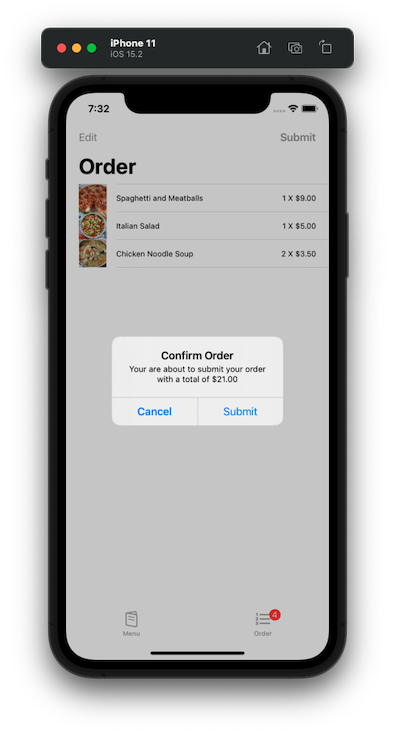 iPhone 11
iOS 15.2
7:32
Edit Submit
Order
Spaghetti and Meatballs 1 X $9.00
Italian Salad 1 X $5.00
Chicken Noodle Soup 2 X $3.50
Confirm Order
Your are about to submit your order
with a total of $21.00
Cancel Submit
4
Menu Order